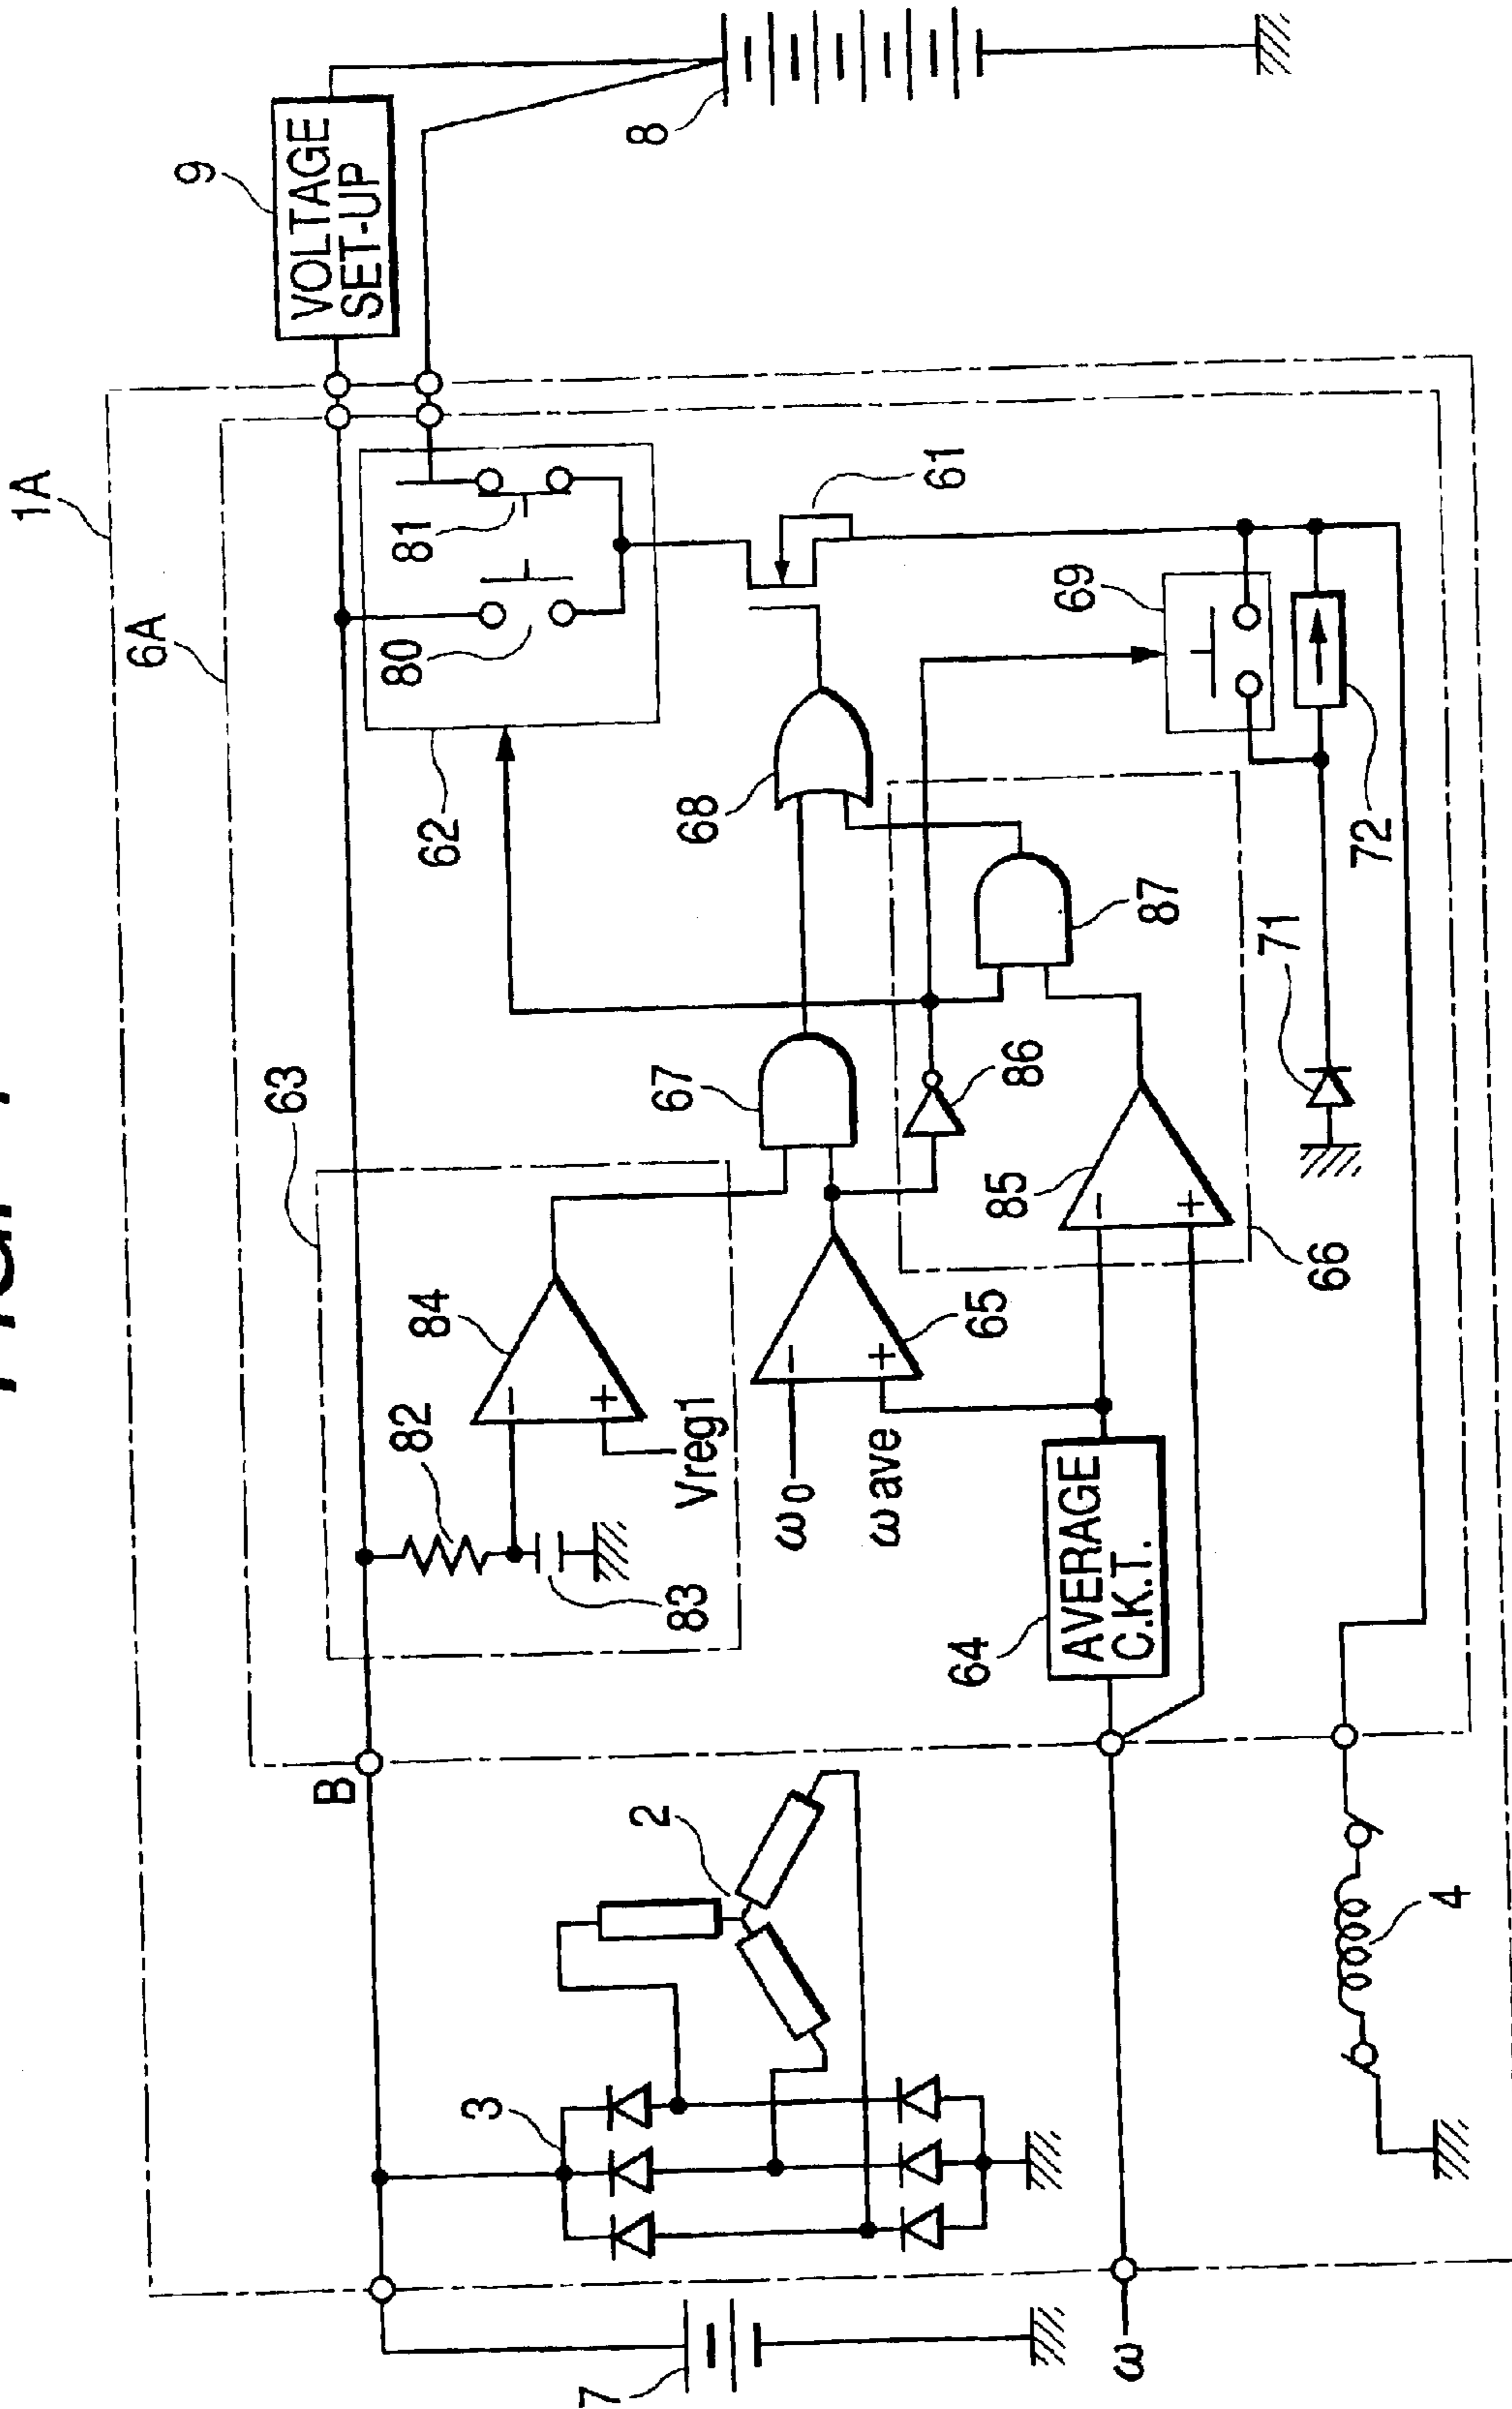 1A
6A
9
63
VOLTAGE
SET-UP
B
82
80
81
84
62
3
7
2
8
83
Vreg1
67
68
ω0
ωave
61
64
65
85
86
69
AVERAGE
C.K.T.
ω
87
71
66
72
4
−
+
−
+
−
+